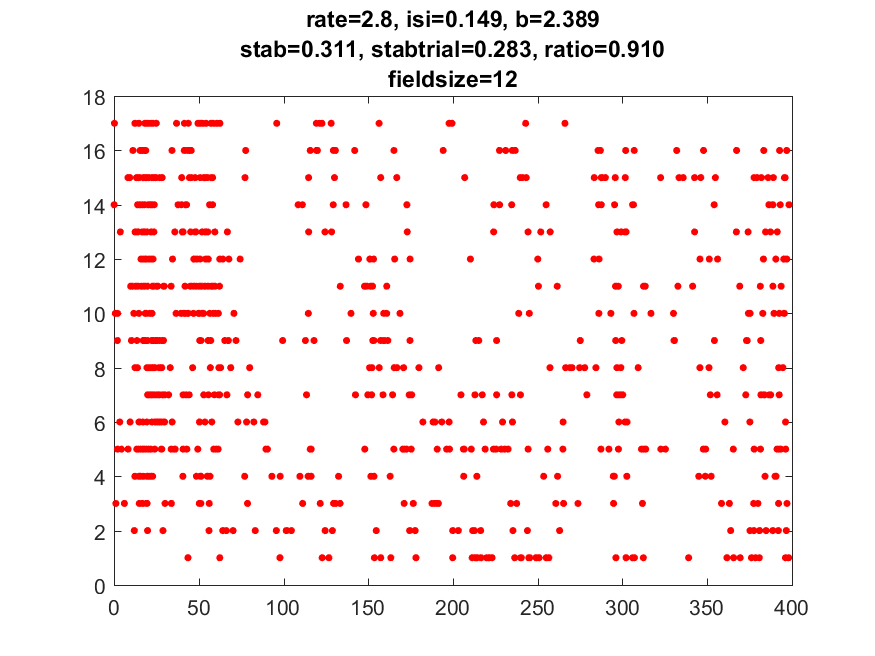 rate=2.8, isi=0.149, b=2.389
stab=0.311, stabtrial=0.283, ratio=0.910
fieldsize=12
18
16
14
12
10
8
6
4
2
0
0 50 100 150 200 250 300 350 400